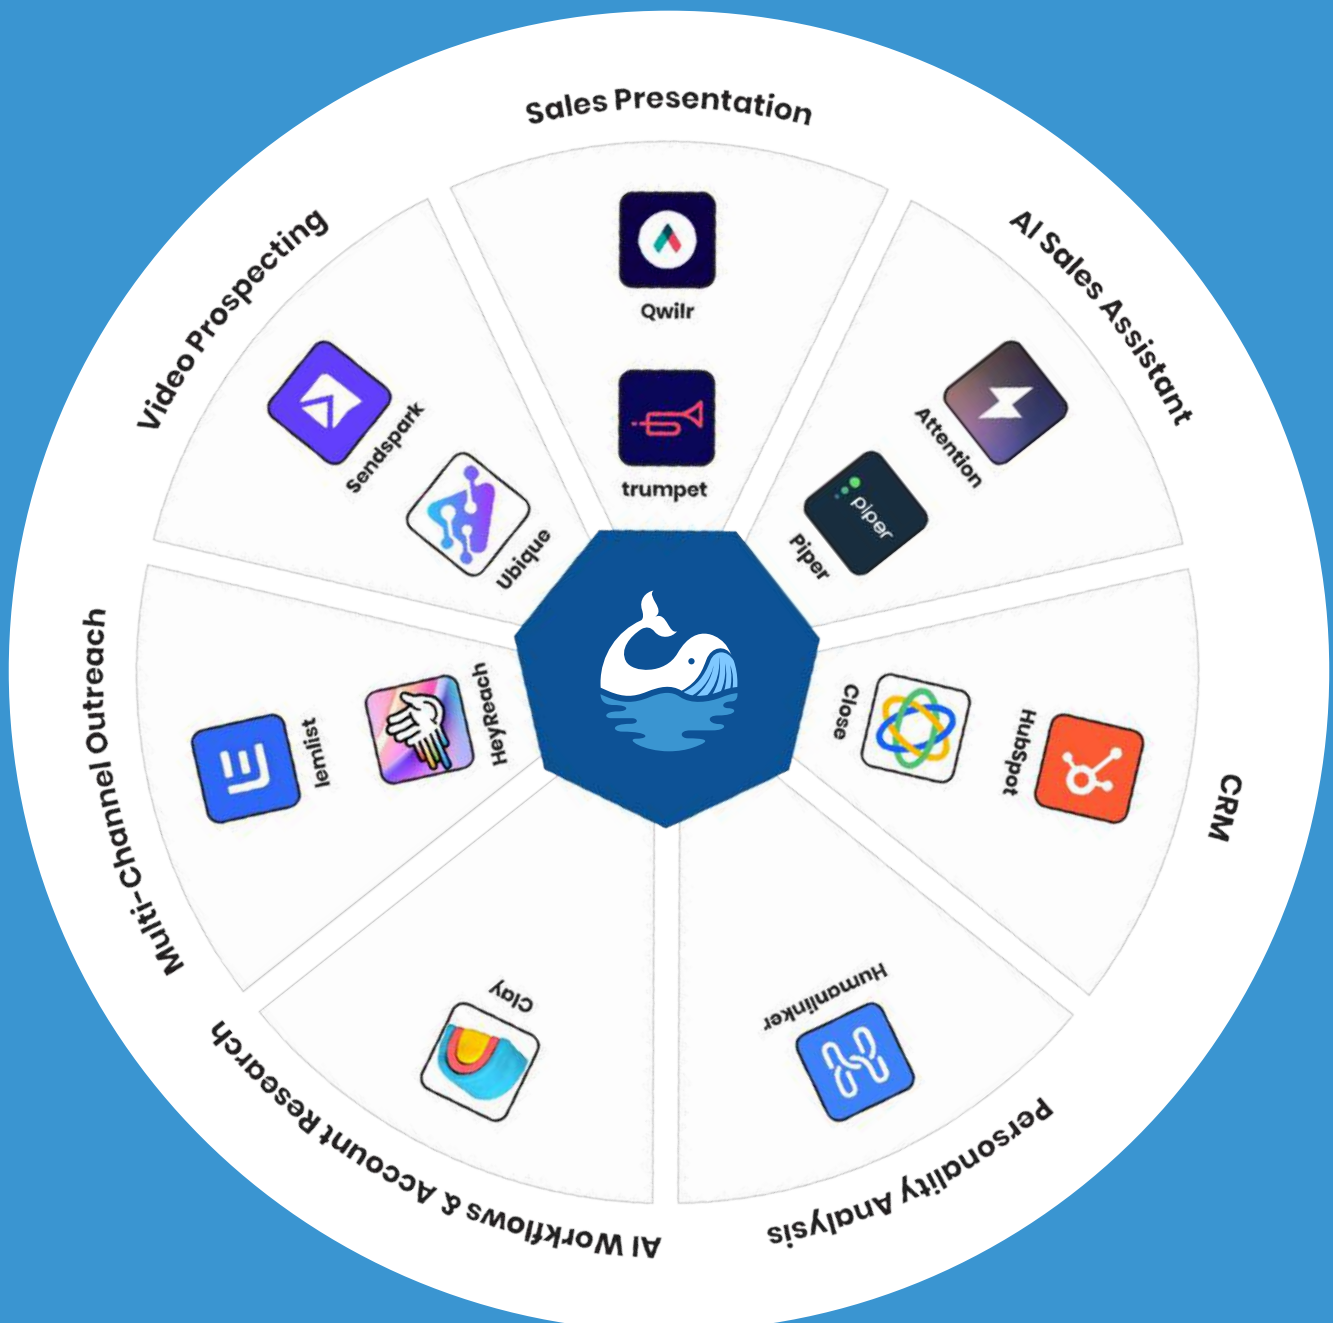 Sales Presentation
Qwilr
trumpet
AI Sales Assistant
Attention
piper
Piper
CRM
HubSpot
Close
Personality Analysis
Humanlinker
AI Workflows & Account Research
Clay
Multi-Channel Outreach
lemlist
HeyReach
Video Prospecting
Sendspark
Ubique